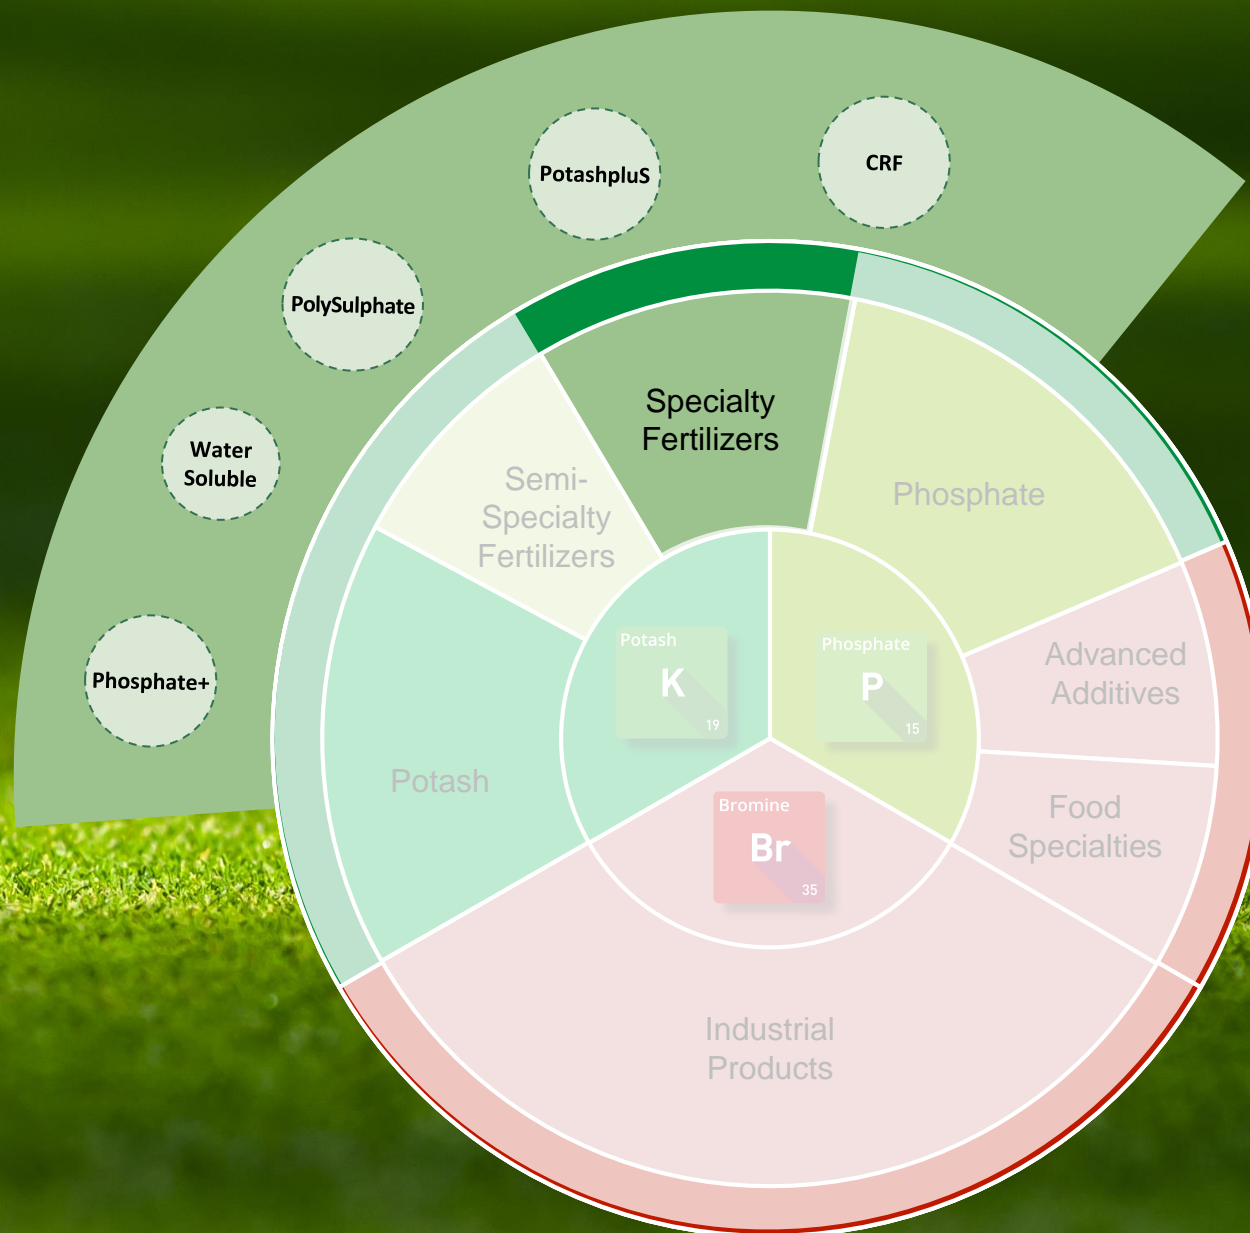 PotashpluS
CRF
PolySulphate
Water
Soluble
Phosphate+
Specialty
Fertilizers
Semi-
Specialty
Fertilizers
Phosphate
Potash
Advanced
Additives
Food
Specialties
Industrial
Products
Potash
K
19
Phosphate
P
15
Bromine
Br
35